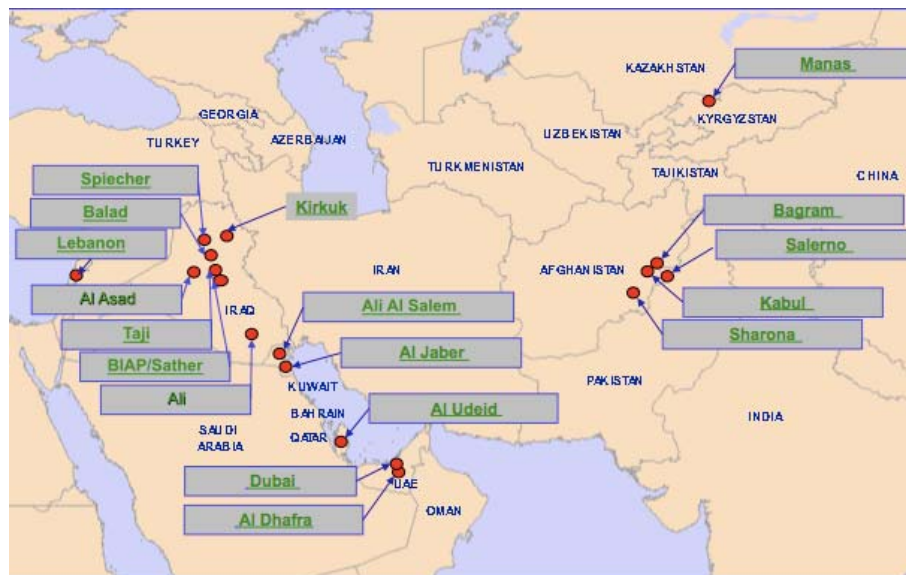 KAZAKHSTAN
Manas
GEORGIA
KYRGYZSTAN
AZERBAIJAN
UZBEKISTAN
TURKEY
TURKMENISTAN
TAJIKISTAN
CHINA
Spiecher
Balad
Kirkuk
Bagram
Lebanon
Salerno
IRAN
AFGHANISTAN
Al Asad
IRAQ
Ali Al Salem
Kabul
Taji
Sharona
BIAP/Sather
Al Jaber
Ali
KUWAIT
PAKISTAN
BAHRAIN
Al Udeid
INDIA
SAUDI
ARABIA
QATAR
Dubai
UAE
Al Dhafra
OMAN